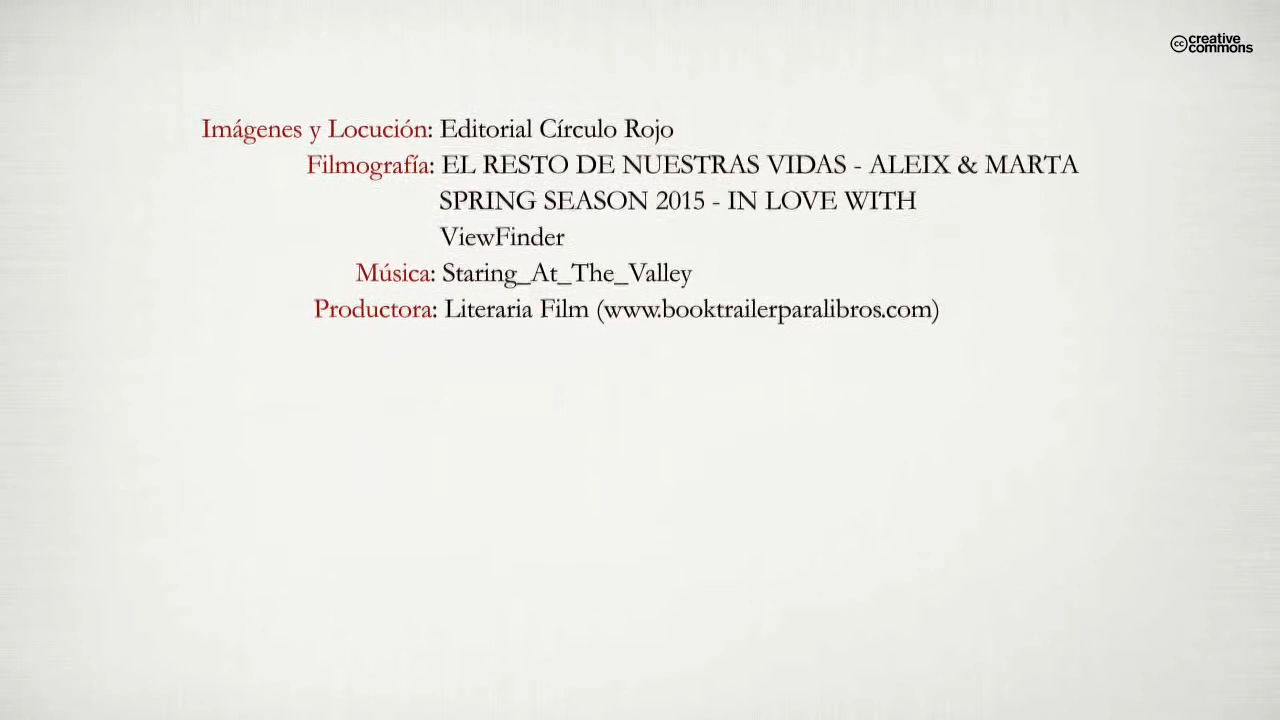 creative
commons
Imágenes y Locución: Editorial Círculo Rojo
Filmografía: EL RESTO DE NUESTRAS VIDAS - ALEIX & MARTA
SPRING SEASON 2015 - IN LOVE WITH
ViewFinder
Música: Staring_At_The_Valley
Productora: Literaria Film (www.booktrailerparalibros.com)